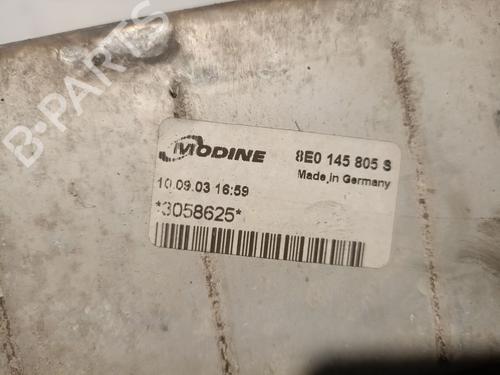 B-PARTS
MODINE 8E0 145 805 S
Made in Germany
10.09.03 16:59
*3058625*